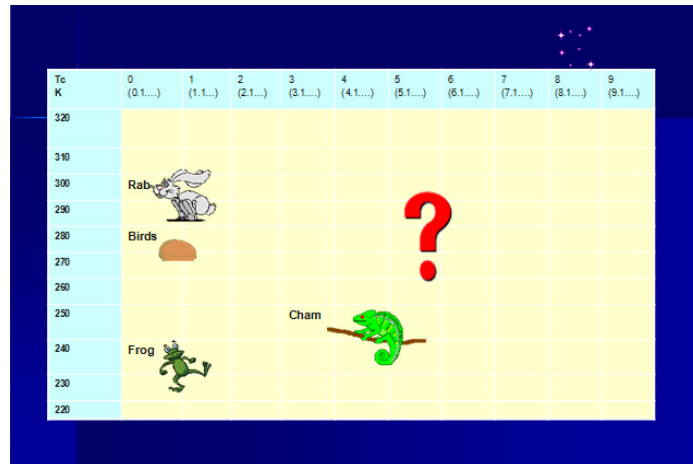 Tc 0 1 2 3 4 5 6 7 8 9
K (0.1....) (1.1...) (2.1...) (3.1....) (4.1....) (5.1....) (6.1....) (7.1....) (8.1....) (9.1....)
320
310
300 Rab
290
280 Birds
270
260
250 Cham
240 Frog
230
220
?